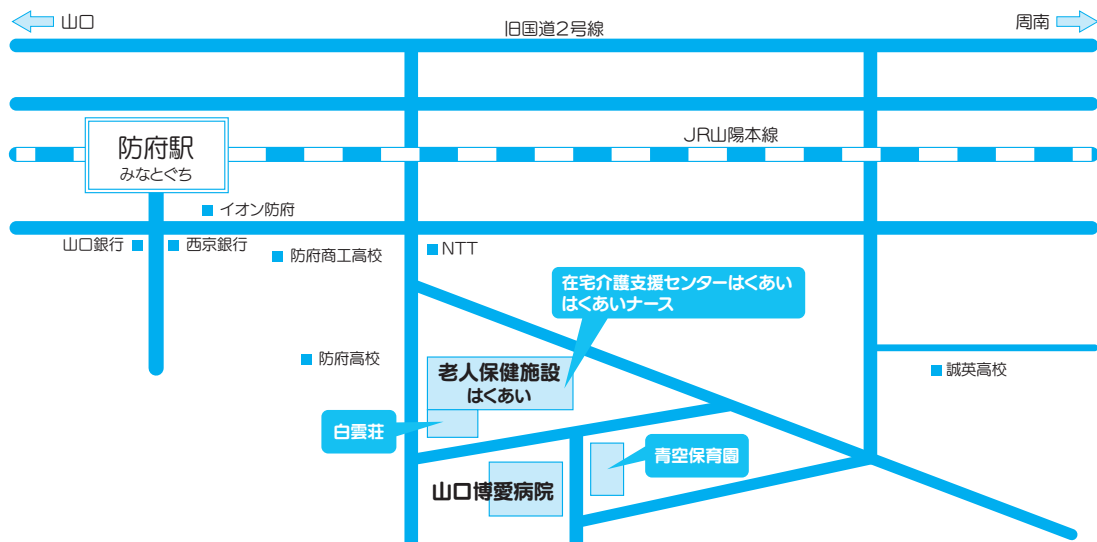 山口
旧国道2号線
周南
JR山陽本線
防府駅
みなとぐち
イオン防府
山口銀行
西京銀行
防府商工高校
NTT
在宅介護支援センターはくあい
はくあいナース
防府高校
老人保健施設
はくあい
誠英高校
白雲荘
青空保育園
山口博愛病院